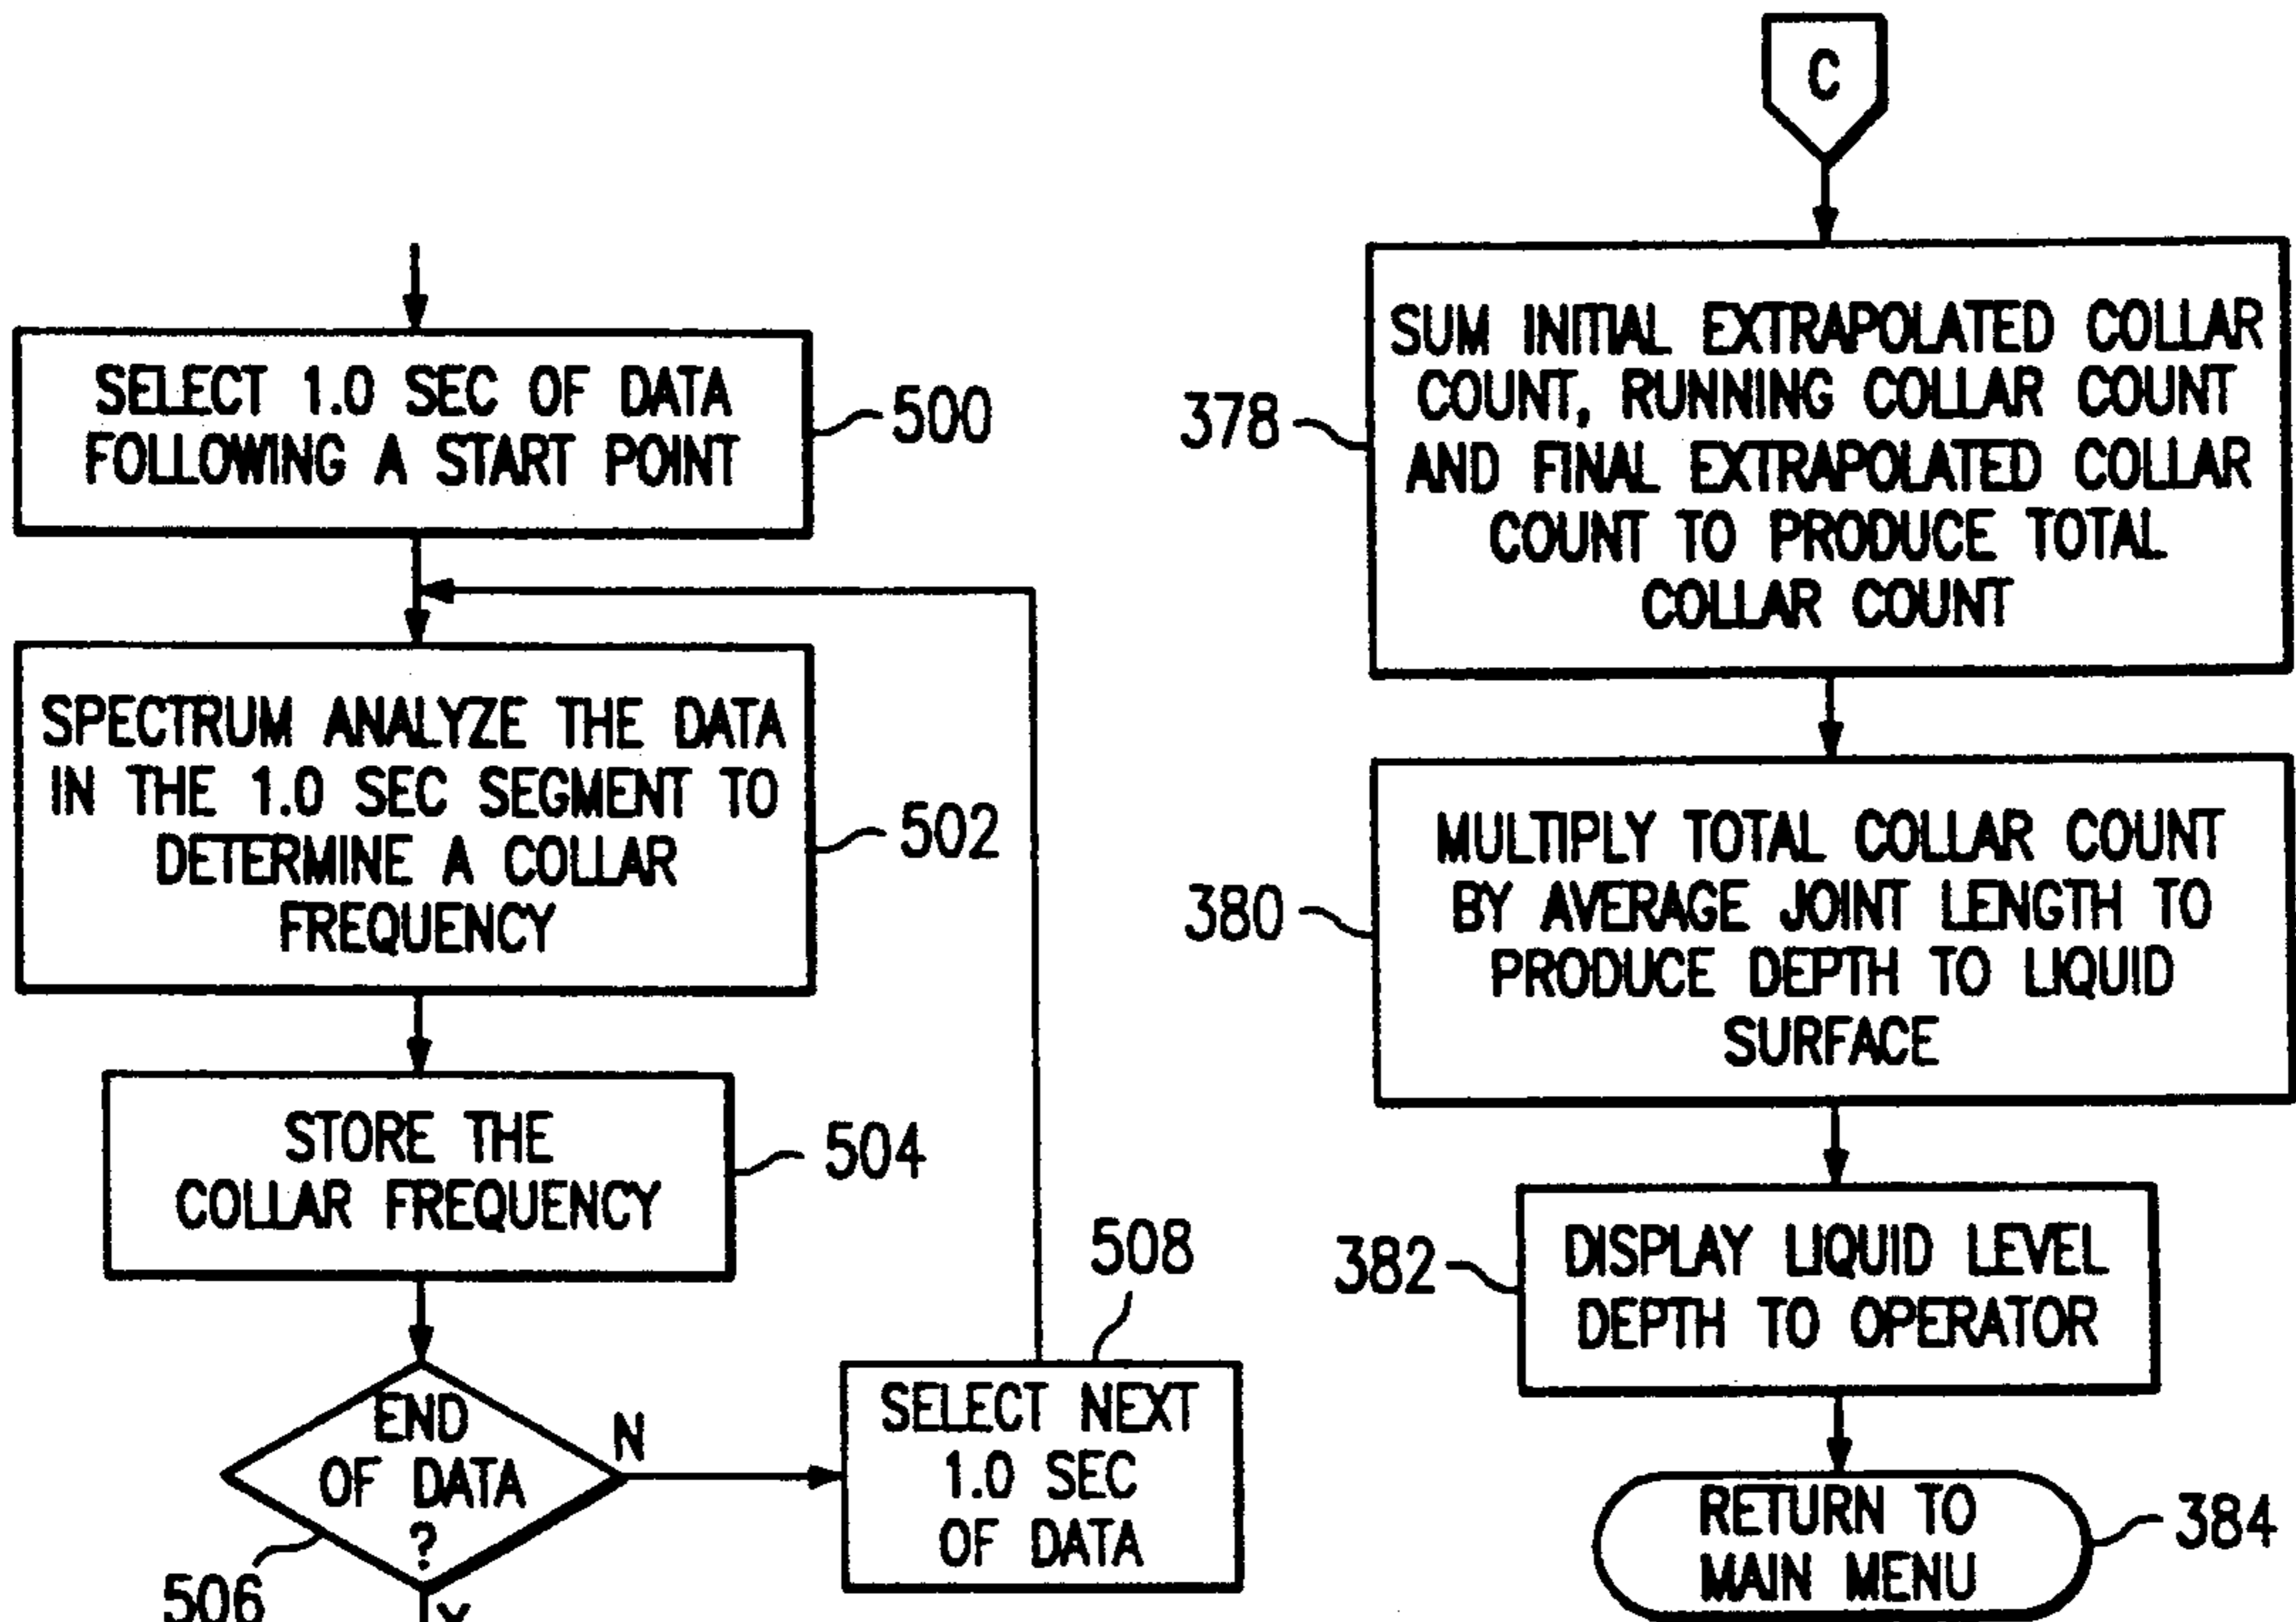 SELECT 1.0 SEC OF DATA
FOLLOWING A START POINT
500
SPECTRUM ANALYZE THE DATA
IN THE 1.0 SEC SEGMENT TO
DETERMINE A COLLAR
FREQUENCY
502
STORE THE
COLLAR FREQUENCY
504
END
OF DATA
?
506
N
Y
508
SELECT NEXT
1.0 SEC
OF DATA
C
SUM INITIAL EXTRAPOLATED COLLAR
COUNT, RUNNING COLLAR COUNT
AND FINAL EXTRAPOLATED COLLAR
COUNT TO PRODUCE TOTAL
COLLAR COUNT
378
MULTIPLY TOTAL COLLAR COUNT
BY AVERAGE JOINT LENGTH TO
PRODUCE DEPTH TO LIQUID
SURFACE
380
DISPLAY LIQUID LEVEL
DEPTH TO OPERATOR
382
RETURN TO
MAIN MENU
384